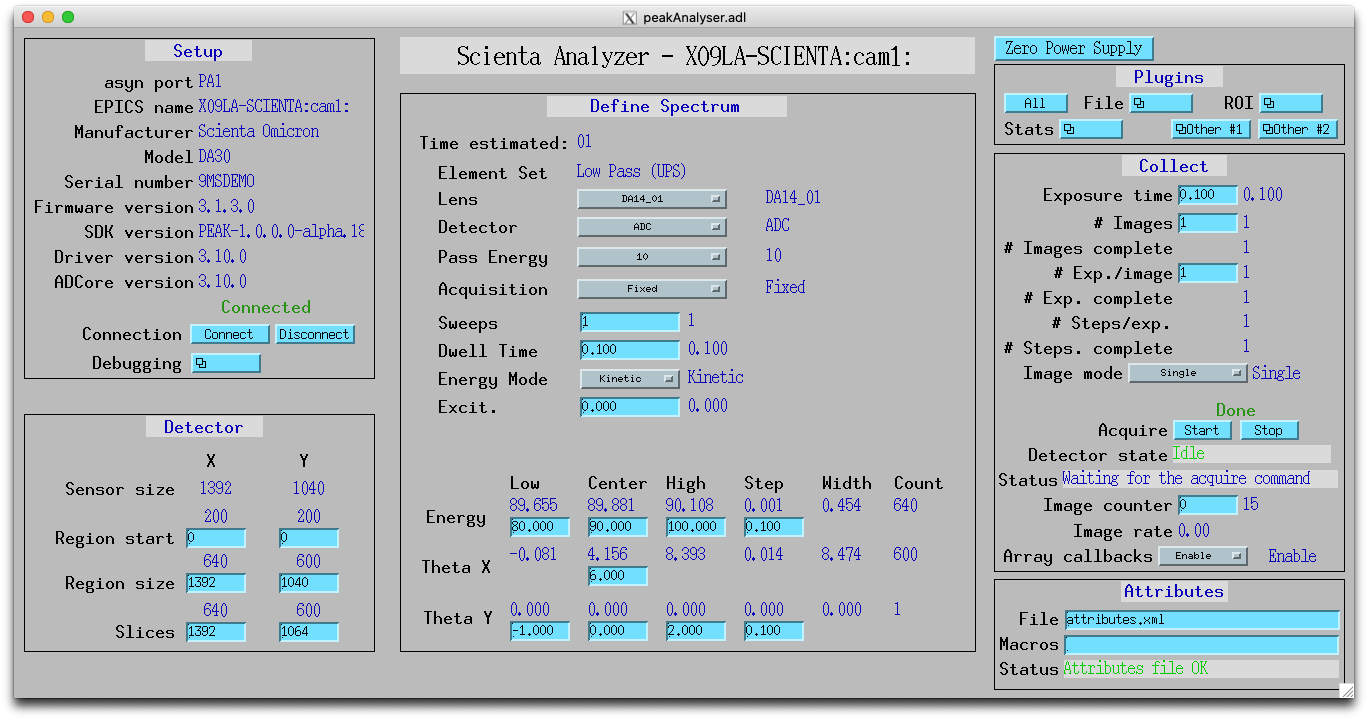 peakAnalyser.adl
Setup
asyn port PA1
EPICS name X09LA-SCIENTA:cam1:
Manufacturer Scienta Omicron
Model DA30
Serial number 9MSDEMO
Firmware version 3.1.3.0
SDK version PEAK-1.0.0.0-alpha.18
Driver version 3.10.0
ADCore version 3.10.0
Connected
Connection Connect Disconnect
Debugging
Detector
X Y
Sensor size 1392 1040
200 200
Region start 0 0
640 600
Region size 1392 1040
640 600
Slices 1392 1064
Scienta Analyzer - X09LA-SCIENTA:cam1:
Define Spectrum
Time estimated: 01
Element Set Low Pass (UPS)
Lens DA14_01 DA14_01
Detector ADC ADC
Pass Energy 10 10
Acquisition Fixed Fixed
Sweeps 1 1
Dwell Time 0.100 0.100
Energy Mode Kinetic Kinetic
Excit. 0.000 0.000
Low Center High Step Width Count
89.655 89.881 90.108 0.001 0.454 640
Energy 80.000 90.000 100.000 0.100
-0.081 4.156 8.393 0.014 8.474 600
Theta X 6.000
0.000 0.000 0.000 0.000 0.000 1
Theta Y -1.000 0.000 2.000 0.100
Zero Power Supply
Plugins
All File ROI
Stats Other #1 Other #2
Collect
Exposure time 0.100 0.100
# Images 1 1
# Images complete 1
# Exp./image 1 1
# Exp. complete 1
# Steps/exp. 1
# Steps. complete 1
Image mode Single Single
Done
Acquire Start Stop
Detector state Idle
Status Waiting for the acquire command
Image counter 0 15
Image rate 0.00
Array callbacks Enable Enable
Attributes
File attributes.xml
Macros
Status Attributes file OK